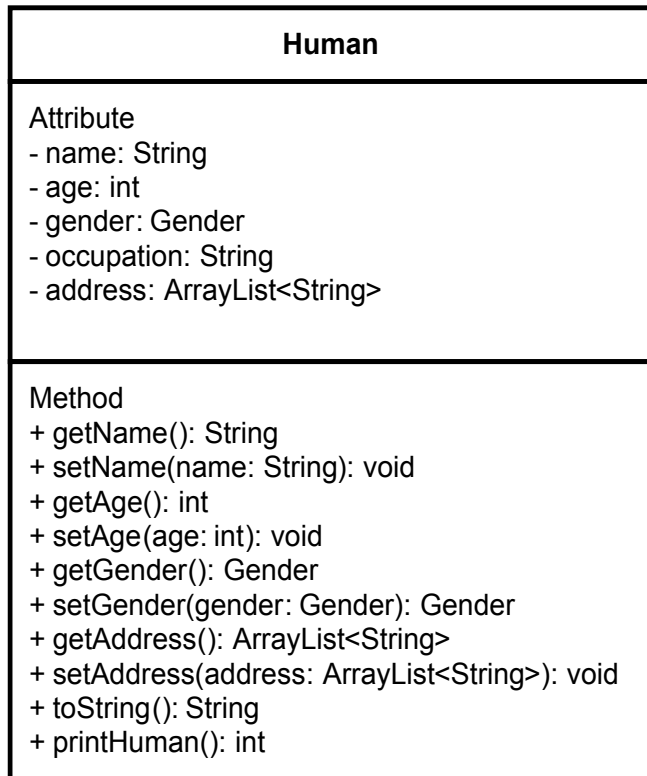 Human
Attribute
- name: String
- age: int
- gender: Gender
- occupation: String
- address: ArrayList<String>
Method
+ getName(): String
+ setName(name: String): void
+ getAge(): int
+ setAge(age: int): void
+ getGender(): Gender
+ setGender(gender: Gender): Gender
+ getAddress(): ArrayList<String>
+ setAddress(address: ArrayList<String>): void
+ toString(): String
+ printHuman(): int